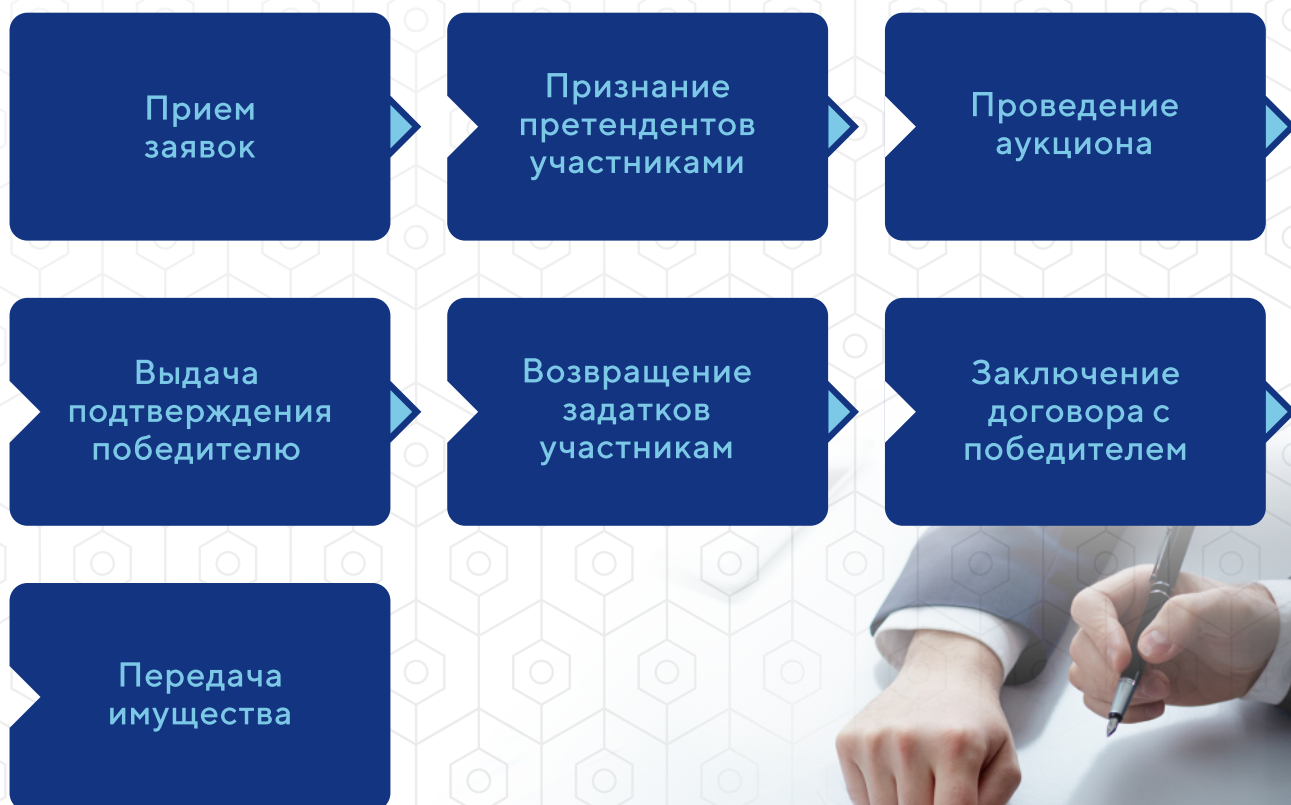 Прием
заявок
Признание
претендентов
участниками
Проведение
аукциона
Выдача
подтверждения
победителю
Возвращение
задатков
участникам
Заключение
договора с
победителем
Передача
имущества